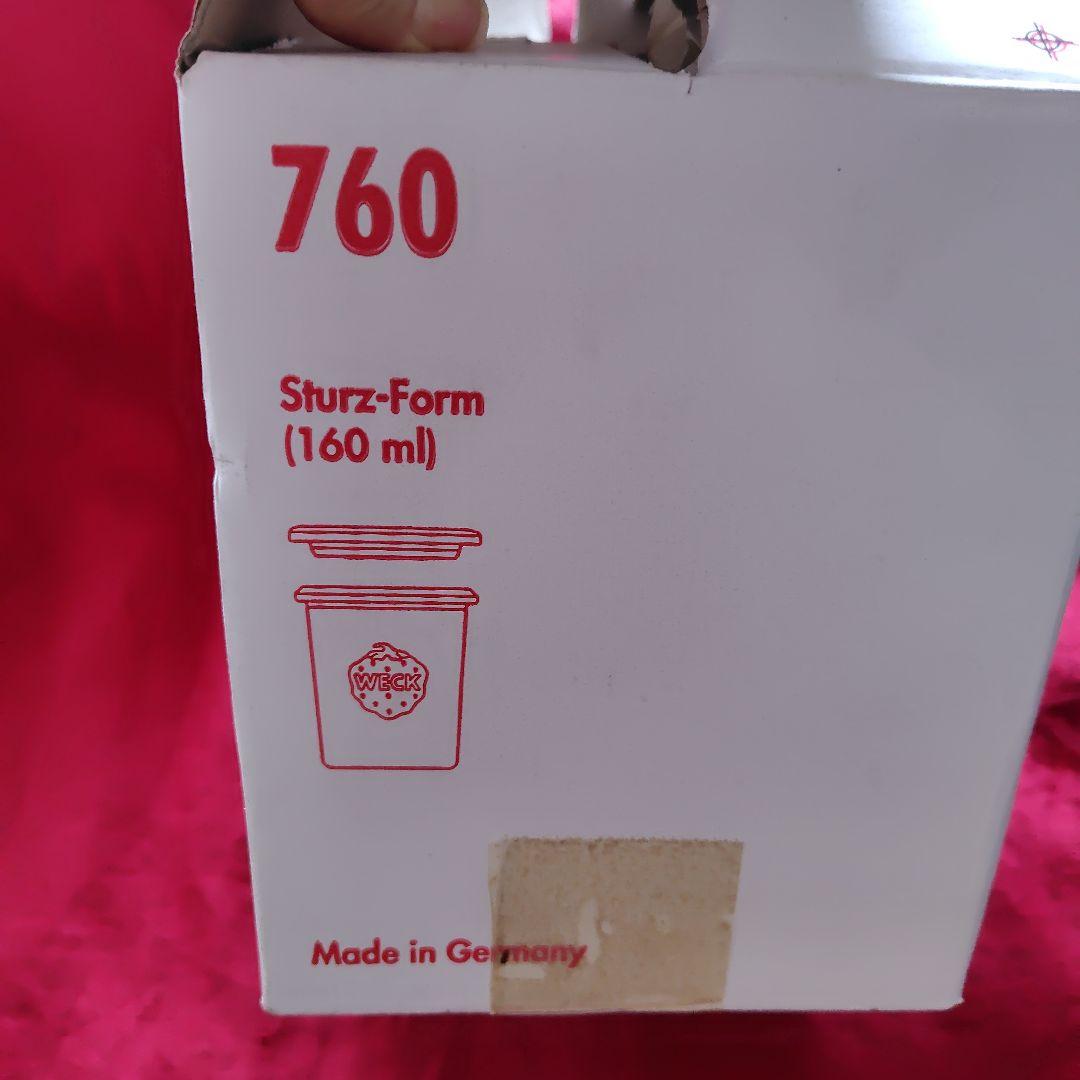 760
Sturz-Form
(160 ml)
WECK
Made in Germany